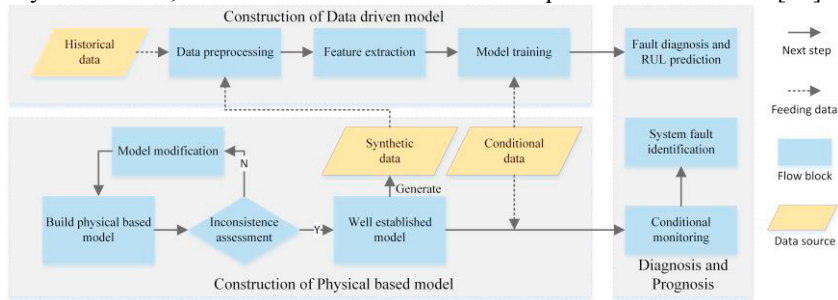 Construction of Data driven model
Historical
data
Data preprocessing
Feature extraction
Model training
Fault diagnosis and
RUL prediction
Next step
Feeding data
Synthetic
data
Conditional
data
System fault
identification
Model modification
N
Generate
Flow block
Build physical based
model
Inconsistence
assessment
Y
Well established
model
Conditional
monitoring
Data source
Construction of Physical based model
Diagnosis and
Prognosis